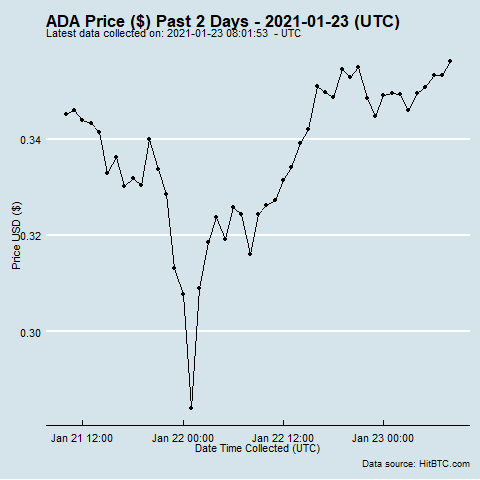 ADA Price ($) Past 2 Days - 2021-01-23 (UTC)
Latest data collected on: 2021-01-23 08:01:53 - UTC
0.34
0.32
0.30
Price USD ($)
Jan 21 12:00
Jan 22 00:00
Jan 22 12:00
Jan 23 00:00
Date Time Collected (UTC)
Data source: HitBTC.com